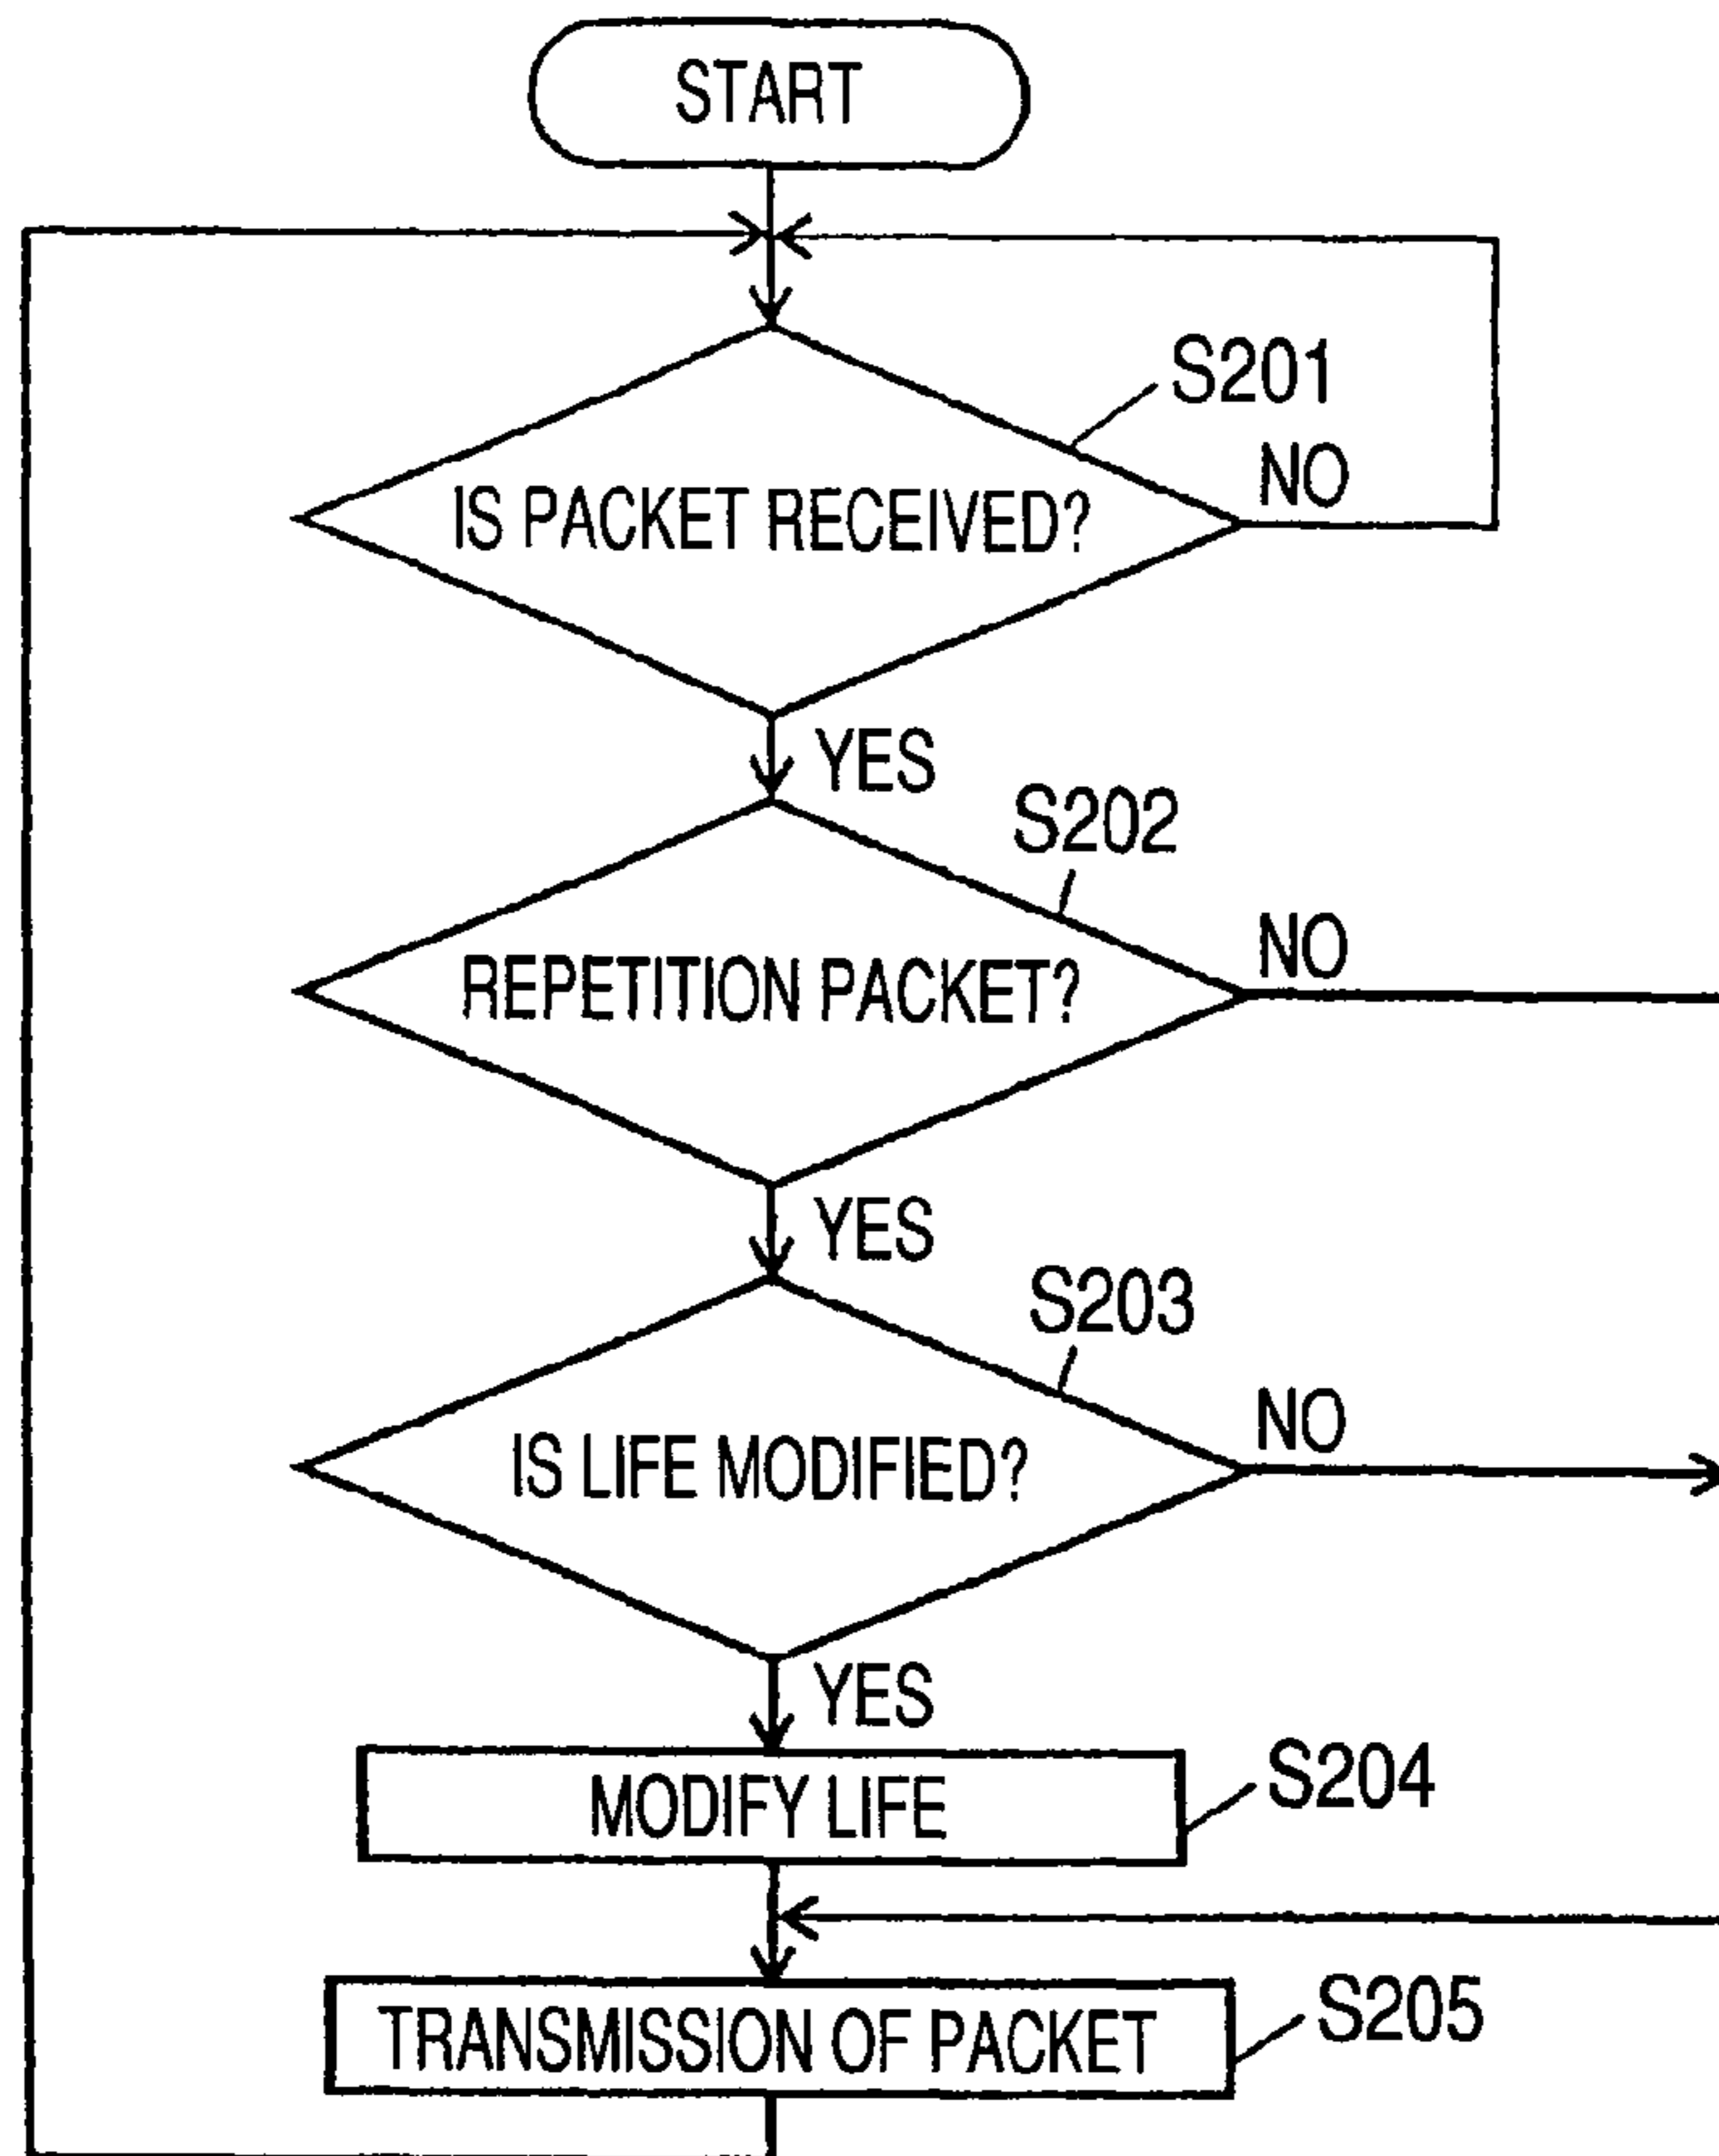 START
S201
IS PACKET RECEIVED?
NO
YES
S202
REPETITION PACKET?
NO
YES
S203
IS LIFE MODIFIED?
NO
YES
MODIFY LIFE
S204
TRANSMISSION OF PACKET
S205